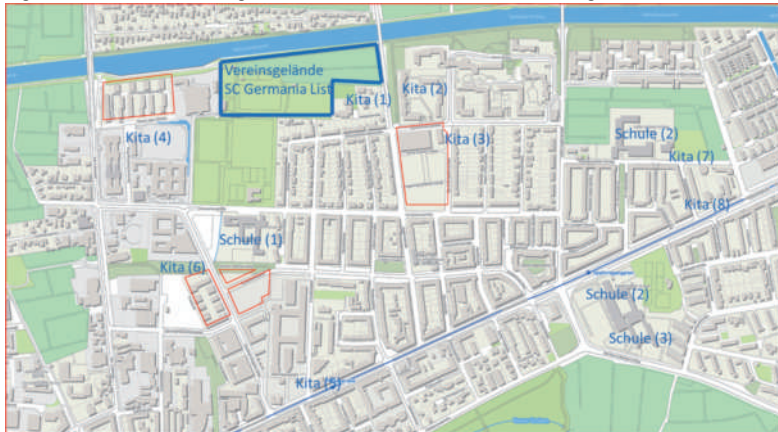 Vereinsgelände
SC Germania List
Kita (1)
Kita (2)
Kita (4)
Kita (3)
Schule (2)
Kita (7)
Kita (8)
Schule (1)
Kita (6)
Schule (2)
Schule (3)
Kita (5)